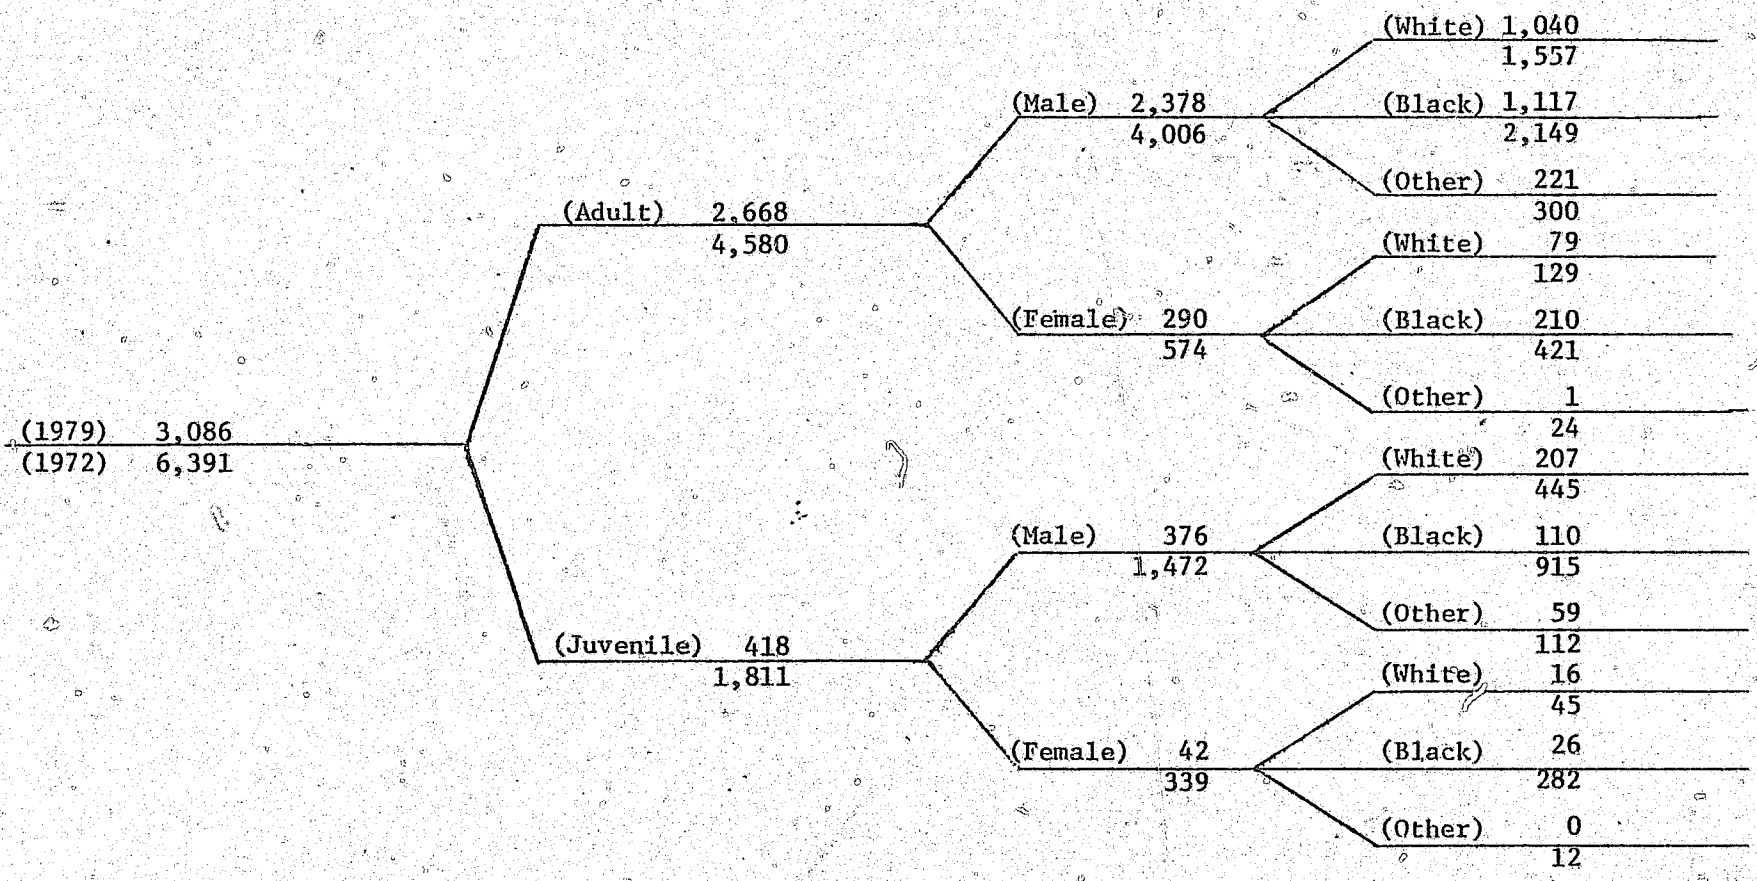 (White) 1,040
1,557
(Male) 2,378
4,006
(Black) 1,117
2,149
(Other) 221
300
(Adult) 2,668
4,580
(White) 79
129
(Female) 290
574
(Black) 210
421
(Other) 1
24
(1979) 3,086
(1972) 6,391
(White) 207
445
(Male) 376
1,472
(Black) 110
915
(Other) 59
112
(Juvenile) 418
1,811
(White) 16
45
(Female) 42
339
(Black) 26
282
(Other) 0
12